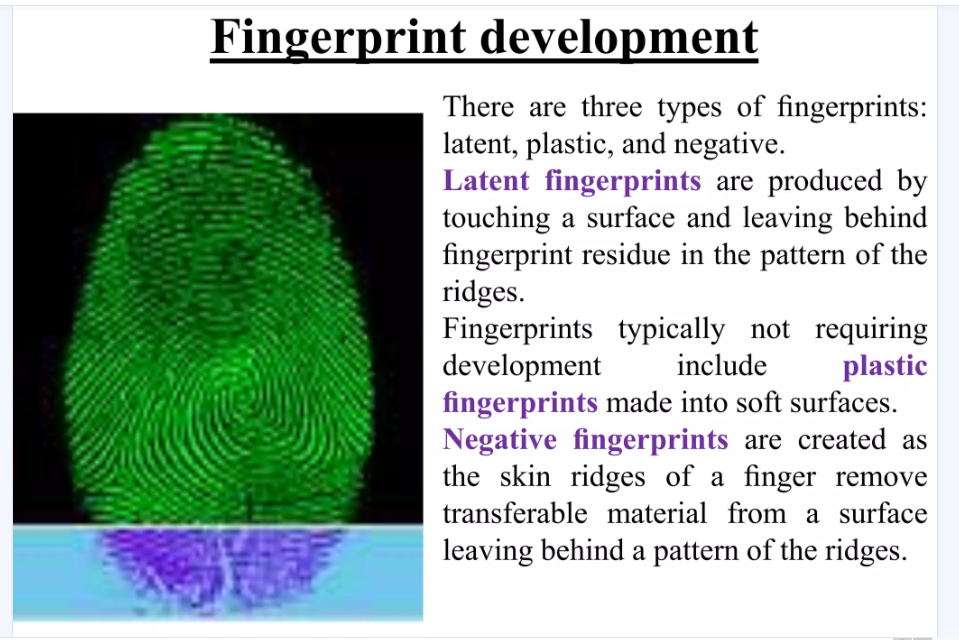 Fingerprint development
There are three types of fingerprints:
latent, plastic, and negative.
Latent fingerprints are produced by
touching a surface and leaving behind
fingerprint residue in the pattern of the
ridges.
Fingerprints typically not requiring
development include plastic
fingerprints made into soft surfaces.
Negative fingerprints are created as
the skin ridges of a finger remove
transferable material from a surface
leaving behind a pattern of the ridges.